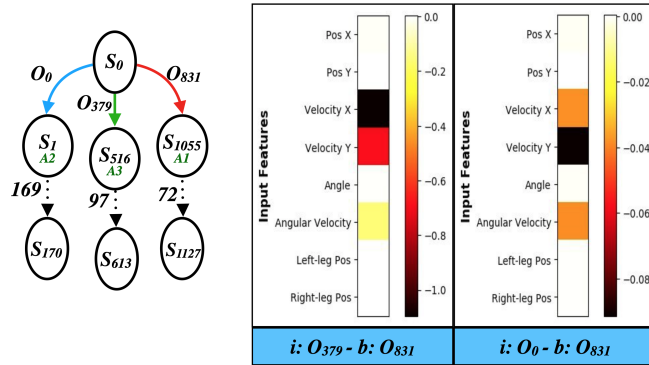 S0
O0
O831
O379
S1
A2
S516
A3
S1055
A1
169
97
72
S170
S613
S1127
Input Features
Pos X
Pos Y
Velocity X
Velocity Y
Angle
Angular Velocity
Left-leg Pos
Right-leg Pos
0.0
−0.2
−0.4
−0.6
−0.8
−1.0
i: O379 - b: O831
Input Features
Pos X
Pos Y
Velocity X
Velocity Y
Angle
Angular Velocity
Left-leg Pos
Right-leg Pos
0.00
−0.02
−0.04
−0.06
−0.08
i: O0 - b: O831